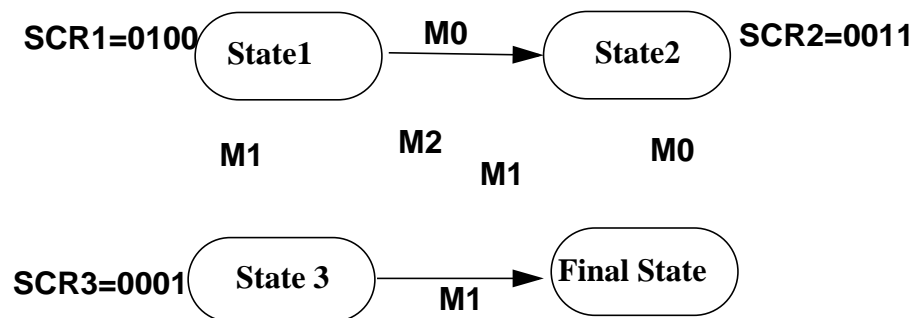 SCR1=0100 State1 M0 State2 SCR2=0011
M1 M2 M1 M0
SCR3=0001 State 3 M1 Final State